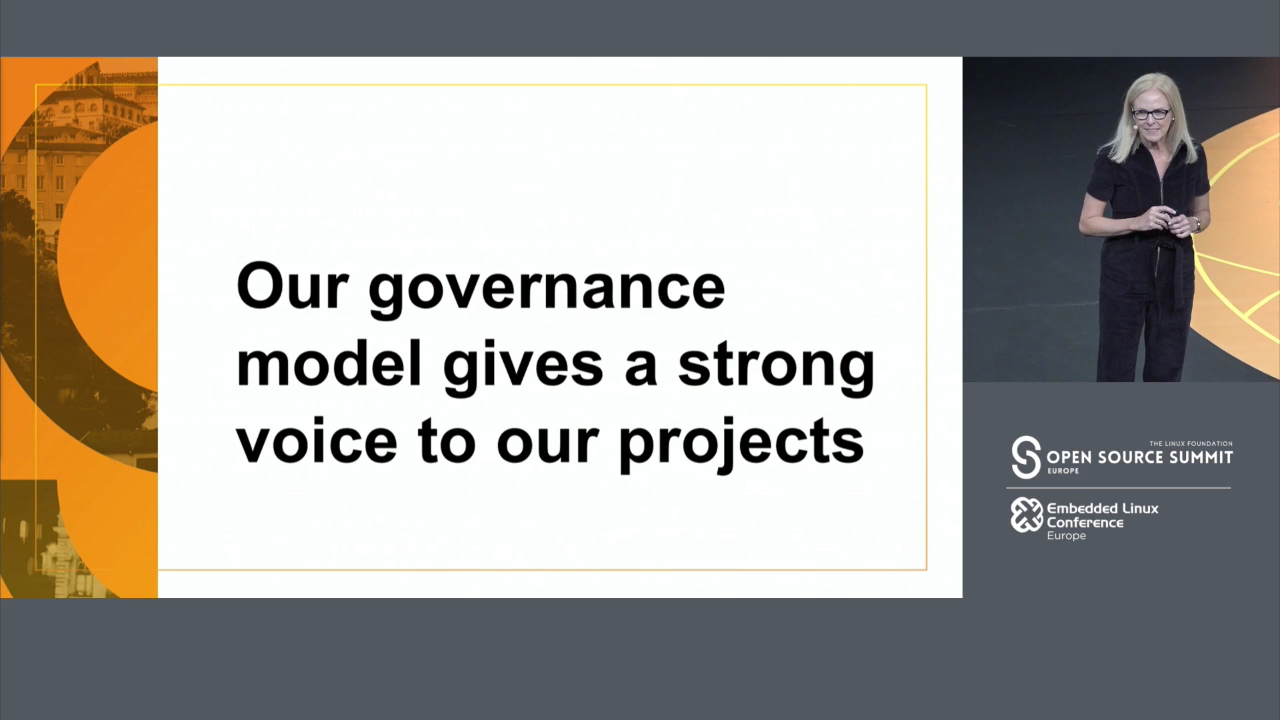 Our governance
model gives a strong
voice to our projects
THE LINUX FOUNDATION
OPEN SOURCE SUMMIT
EUROPE
Embedded Linux
Conference
Europe